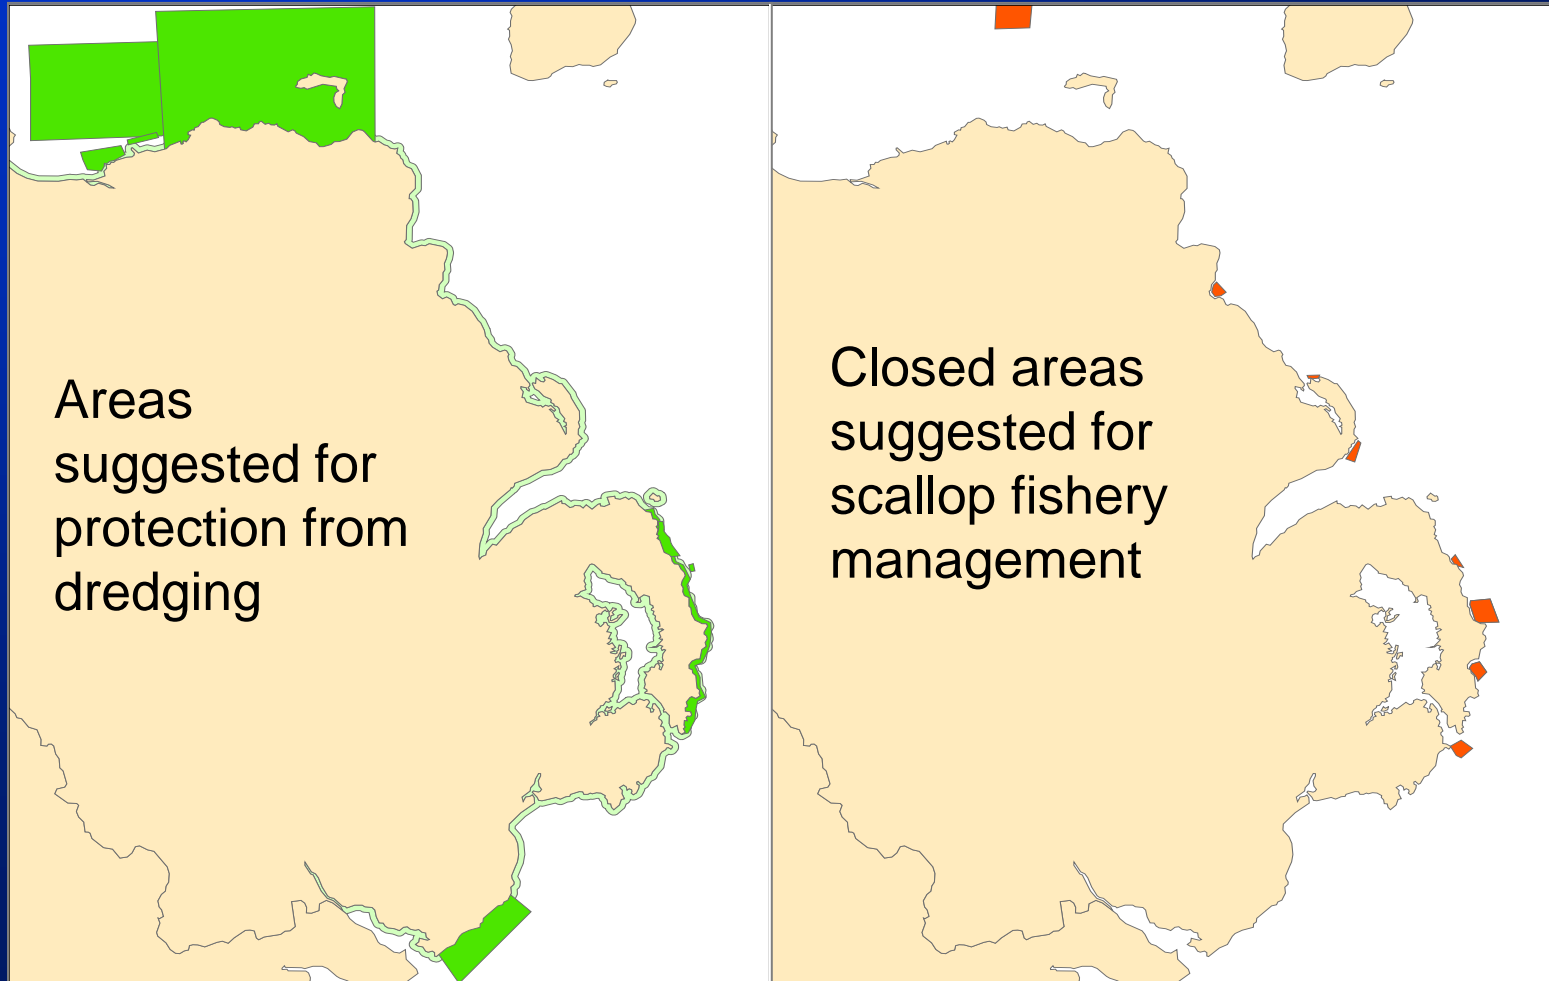 Areas
suggested for
protection from
dredging
Closed areas
suggested for
scallop fishery
management